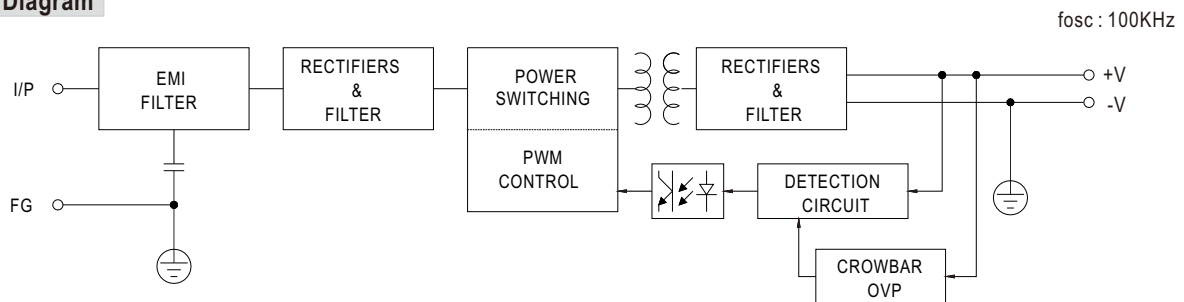 Diagram
fosc : 100KHz
I/P
EMI
FILTER
RECTIFIERS
&
FILTER
POWER
SWITCHING
PWM
CONTROL
RECTIFIERS
&
FILTER
+V
-V
DETECTION
CIRCUIT
FG
CROWBAR
OVP